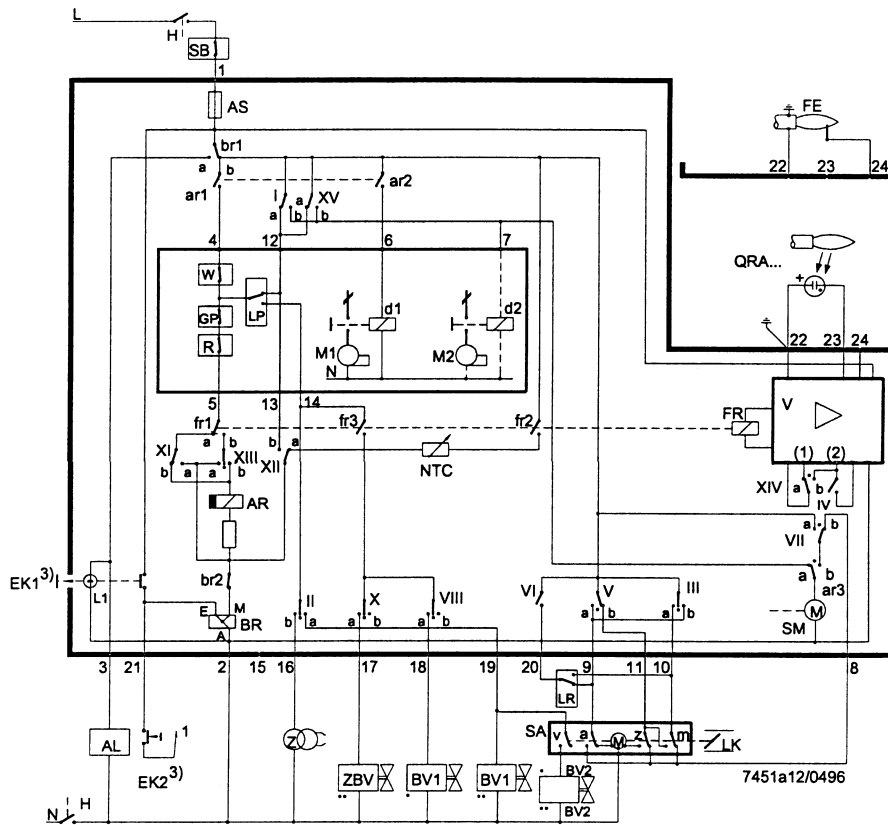 L
H
SB
1
AS
FE
22 23 24
br1
a b
ar1
ar2
I
a b
a XV
b
4 12 6 7
W
GP
LP
R
d1
d2
M1
M2
N
QRA...
+
22 23 24
5 13 14
fr1
a b
fr3
fr2
FR
V
(1) (2)
XI
b a
XIII
a b
XII
b a
NTC
XIV
a b
IV
AR
a b
VII
EK1³⁾
L1
br2
E M
BR
A
II
b a
X
a b
VIII
a b
VI
V
a b
III
a b
a b
ar3
M
SM
3 21 2 15 16 17 18 19 20 9 11 10 8
LR
SA
v a M z m
LK
AL
1
EK2³⁾
Z
ZBV
BV1
BV1
BV2
BV2
7451a12/0496
N
H